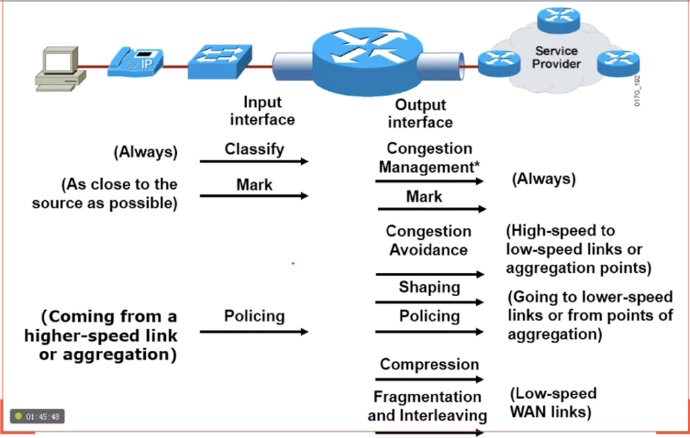 IP
Service
Provider
017G_192
Input
interface
Output
interface
(Always)
Classify
Congestion
Management*
(Always)
(As close to the
source as possible)
Mark
Mark
Congestion
Avoidance
(High-speed to
low-speed links or
aggregation points)
Shaping
(Going to lower-speed
links or from points of
aggregation)
(Coming from a
higher-speed link
or aggregation)
Policing
Policing
Compression
Fragmentation
and Interleaving
(Low-speed
WAN links)
01:45:48